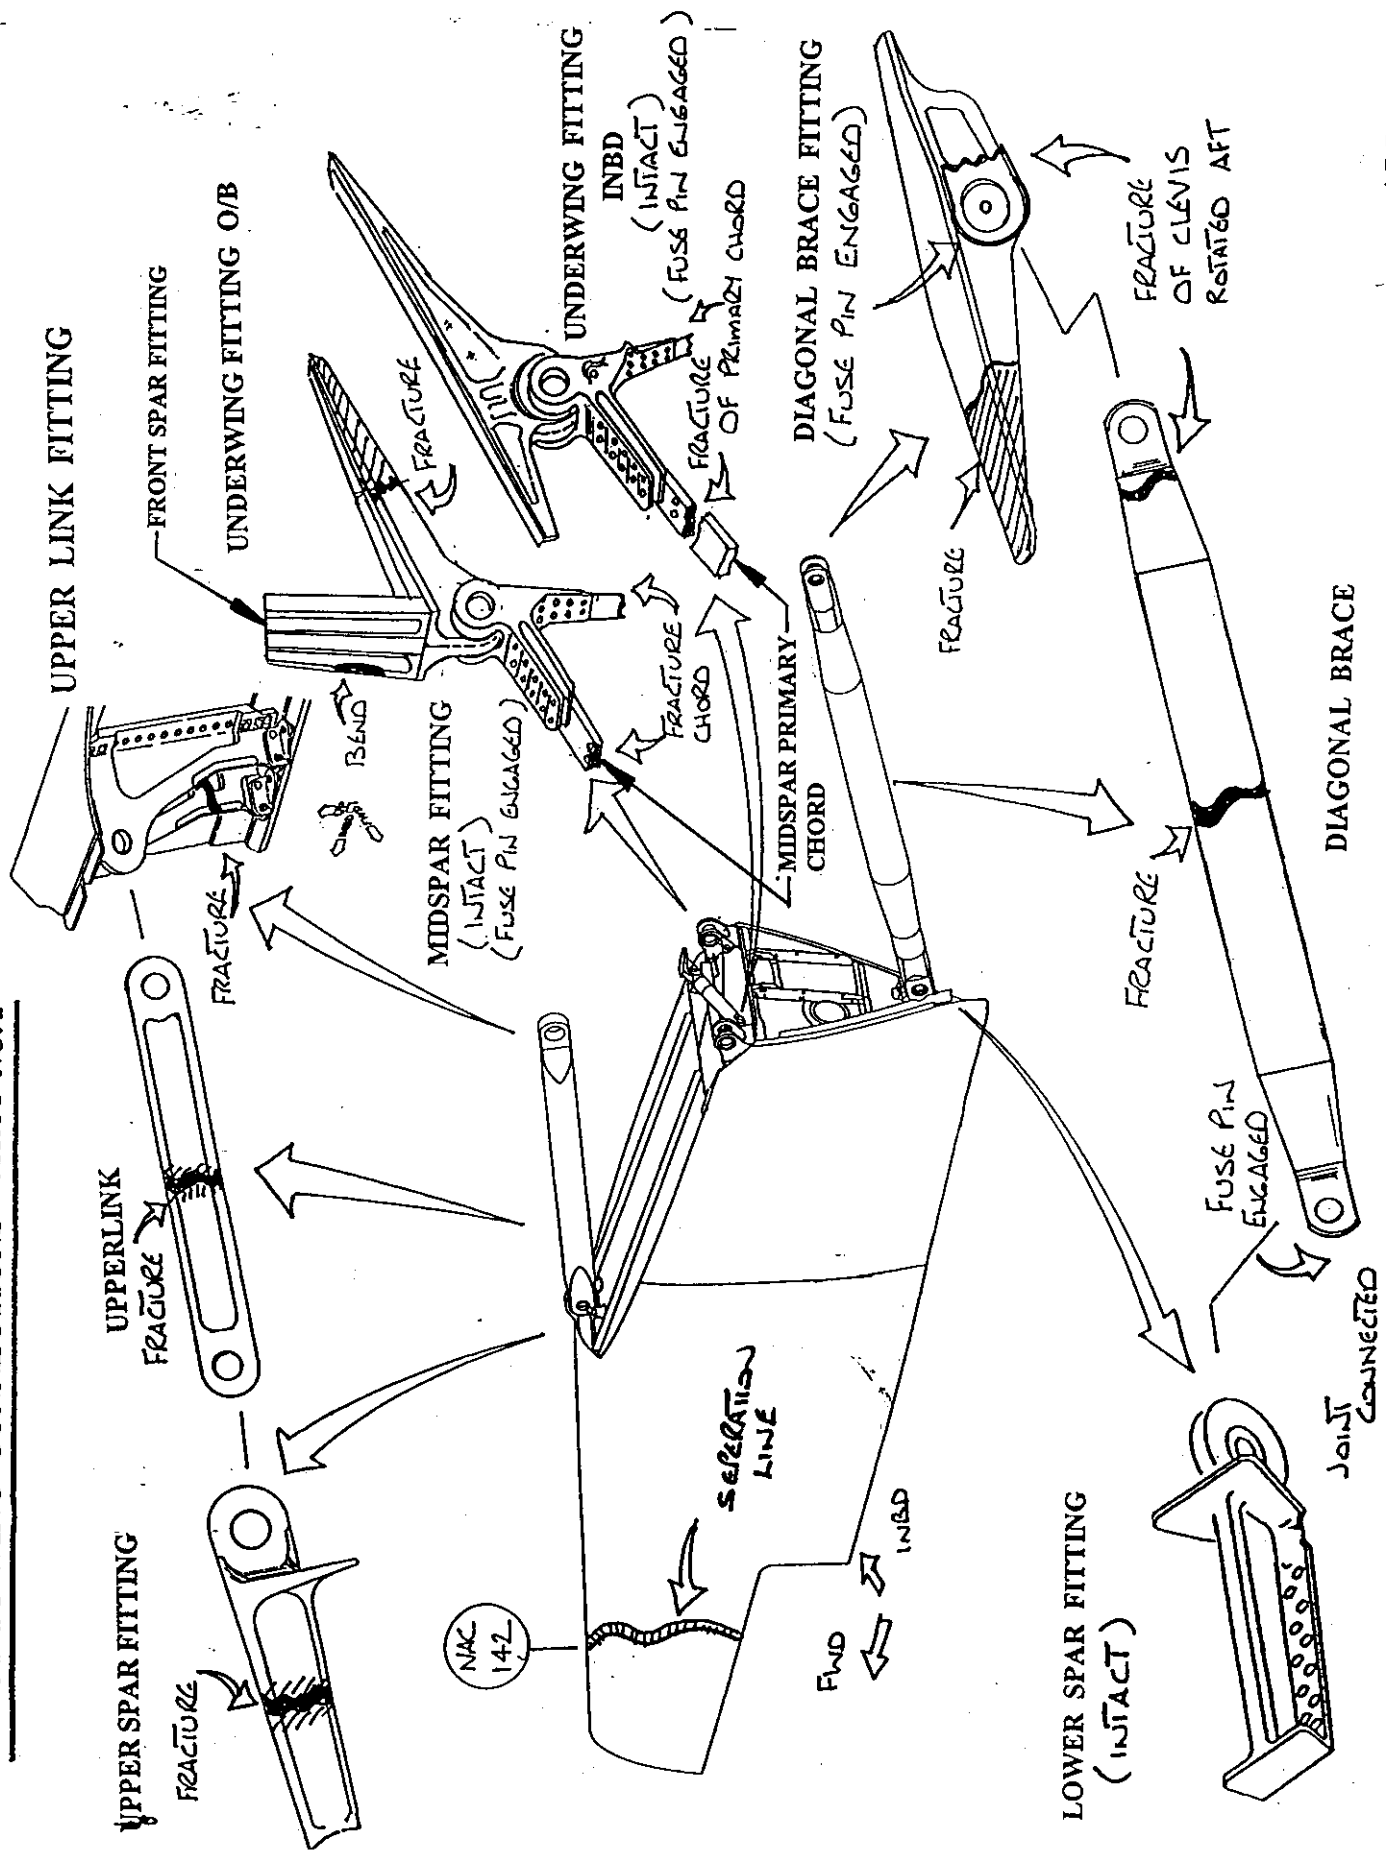 UPPER LINK FITTING
FRONT SPAR FITTING
UNDERWING FITTING O/B
UNDERWING FITTING
INBD
(INTACT)
(FUSE PIN ENGAGED)
FRACTURE
BEND
FRACTURE
OF PRIMARY CHORD
FRACTURE
CHORD
MIDSPAR FITTING
(INTACT)
(FUSE PIN ENGAGED)
MIDSPAR PRIMARY
CHORD
FRACTURE
UPPERLINK
FRACTURE
UPPER SPAR FITTING
FRACTURE
NAC
142
SEPERATION
LINE
FWD
INBD
DIAGONAL BRACE FITTING
(FUSE PIN ENGAGED)
FRACTURE
FRACTURE
OF CLEVIS
ROTATED AFT
FRACTURE
DIAGONAL BRACE
FUSE PIN
ENGAGED
JOINT
CONNECTED
LOWER SPAR FITTING
(INTACT)